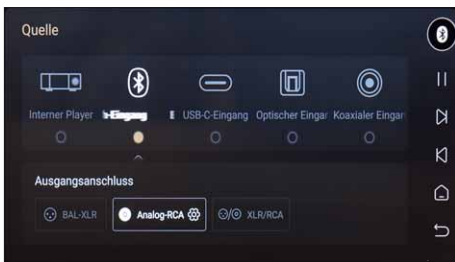 Quelle
Interner Player
USB-C-Eingang
Optischer Eingar
Koaxialer Eingar
Ausgangsanschluss
BAL-XLR
Analog-RCA
XLR/RCA